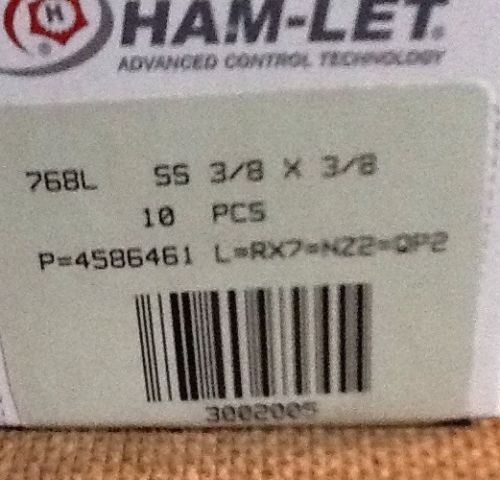 H
HAM-LET®
ADVANCED CONTROL TECHNOLOGY
768L SS 3/8 X 3/8
10 PCS
P=4586461 L=RX7=NZ2=QP2
3002005